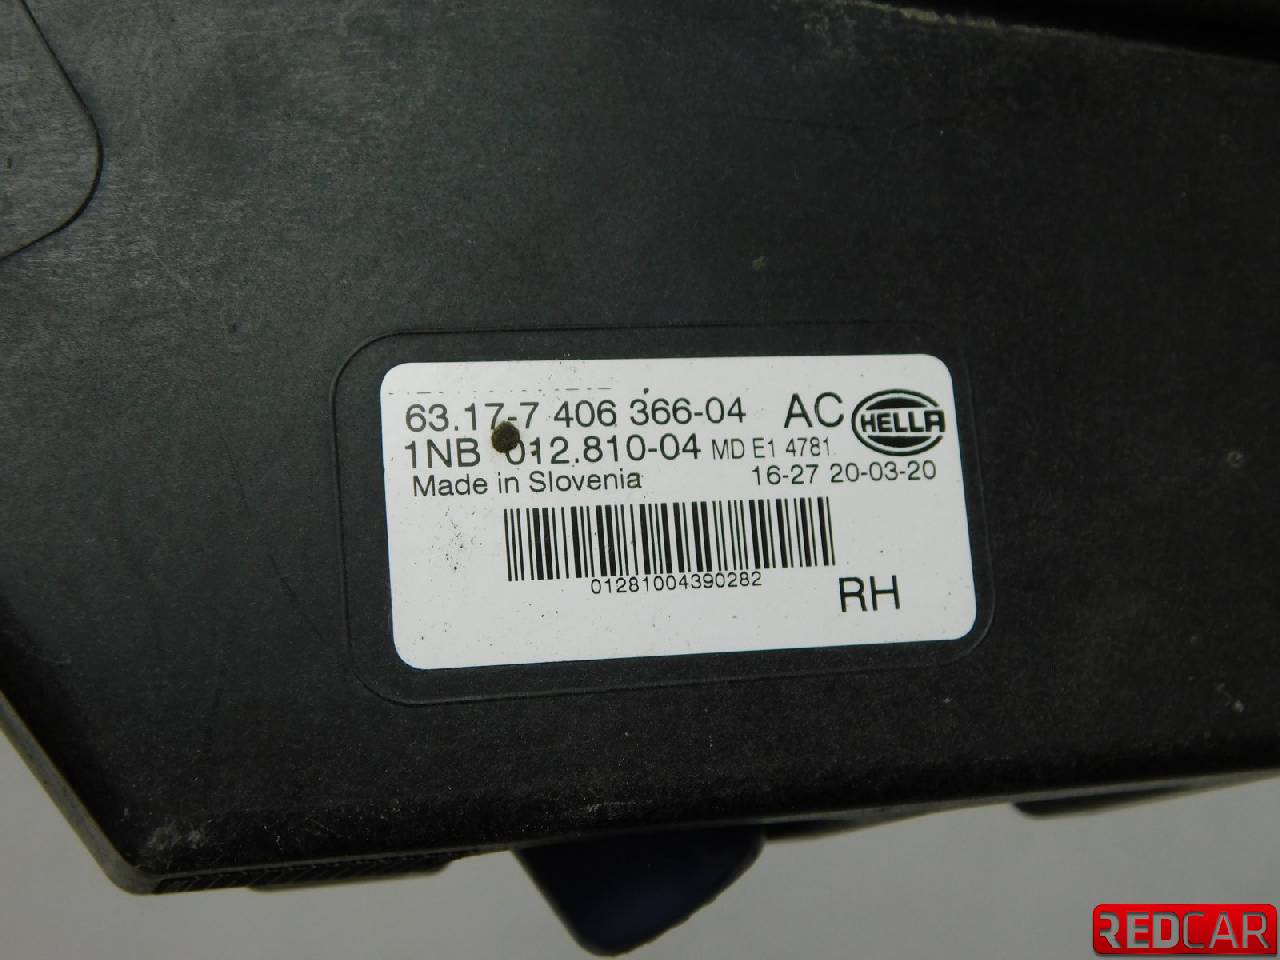 63.17-7 406 366-04 AC HELLA
1NB 012.810-04 MD E1 4781
Made in Slovenia 16-27 20-03-20
01281004390282
RH
REDCAR